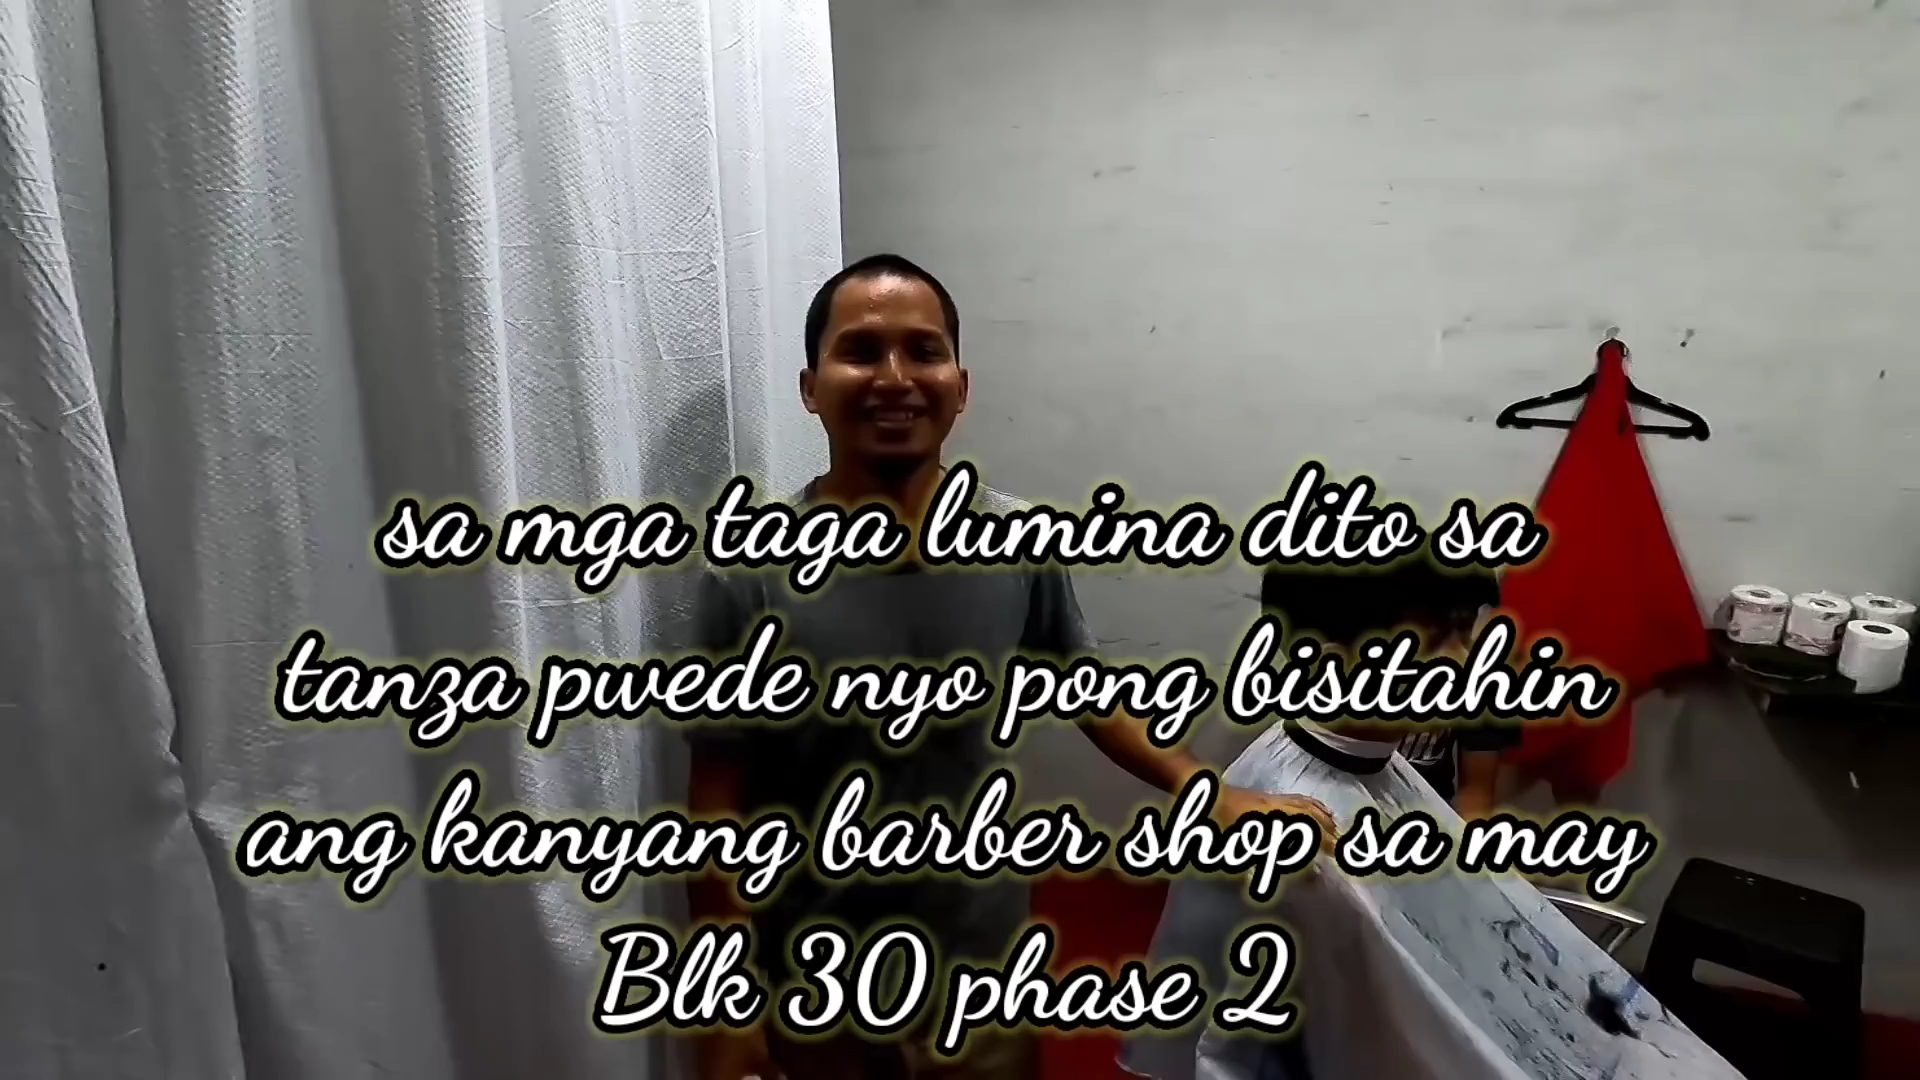 sa mga taga lumina dito sa
tanza pwede nyo pong bisitahin
ang kanyang barber shop sa may
Blk 30 phase 2